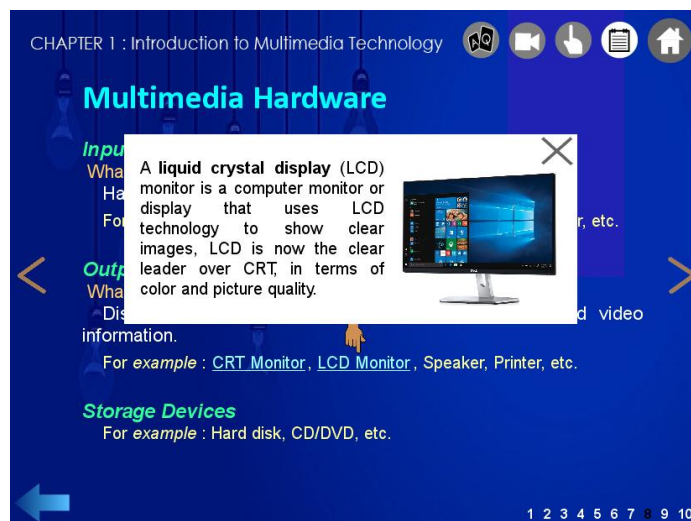 CHAPTER 1 : Introduction to Multimedia Technology
A Q
Multimedia Hardware
Inpu
Wha
Ha
For r, etc.
A liquid crystal display (LCD)
monitor is a computer monitor or
display that uses LCD
technology to show clear
images, LCD is now the clear
leader over CRT, in terms of
color and picture quality.
Outp
Wha
Dis d video
information.
For example : CRT Monitor, LCD Monitor, Speaker, Printer, etc.
Storage Devices
For example : Hard disk, CD/DVD, etc.
1 2 3 4 5 6 7 8 9 10